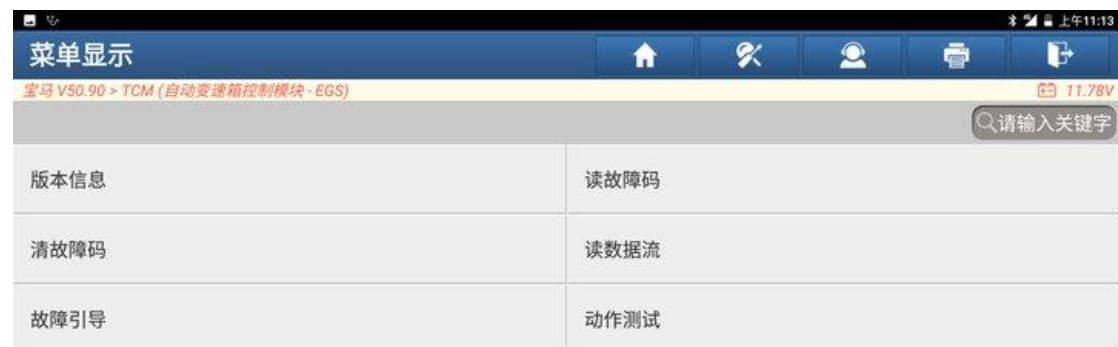 上午11:13
菜单显示
宝马 V50.90 > TCM (自动变速箱控制模块 - EGS)
11.78V
请输入关键字
版本信息
读故障码
清故障码
读数据流
故障引导
动作测试